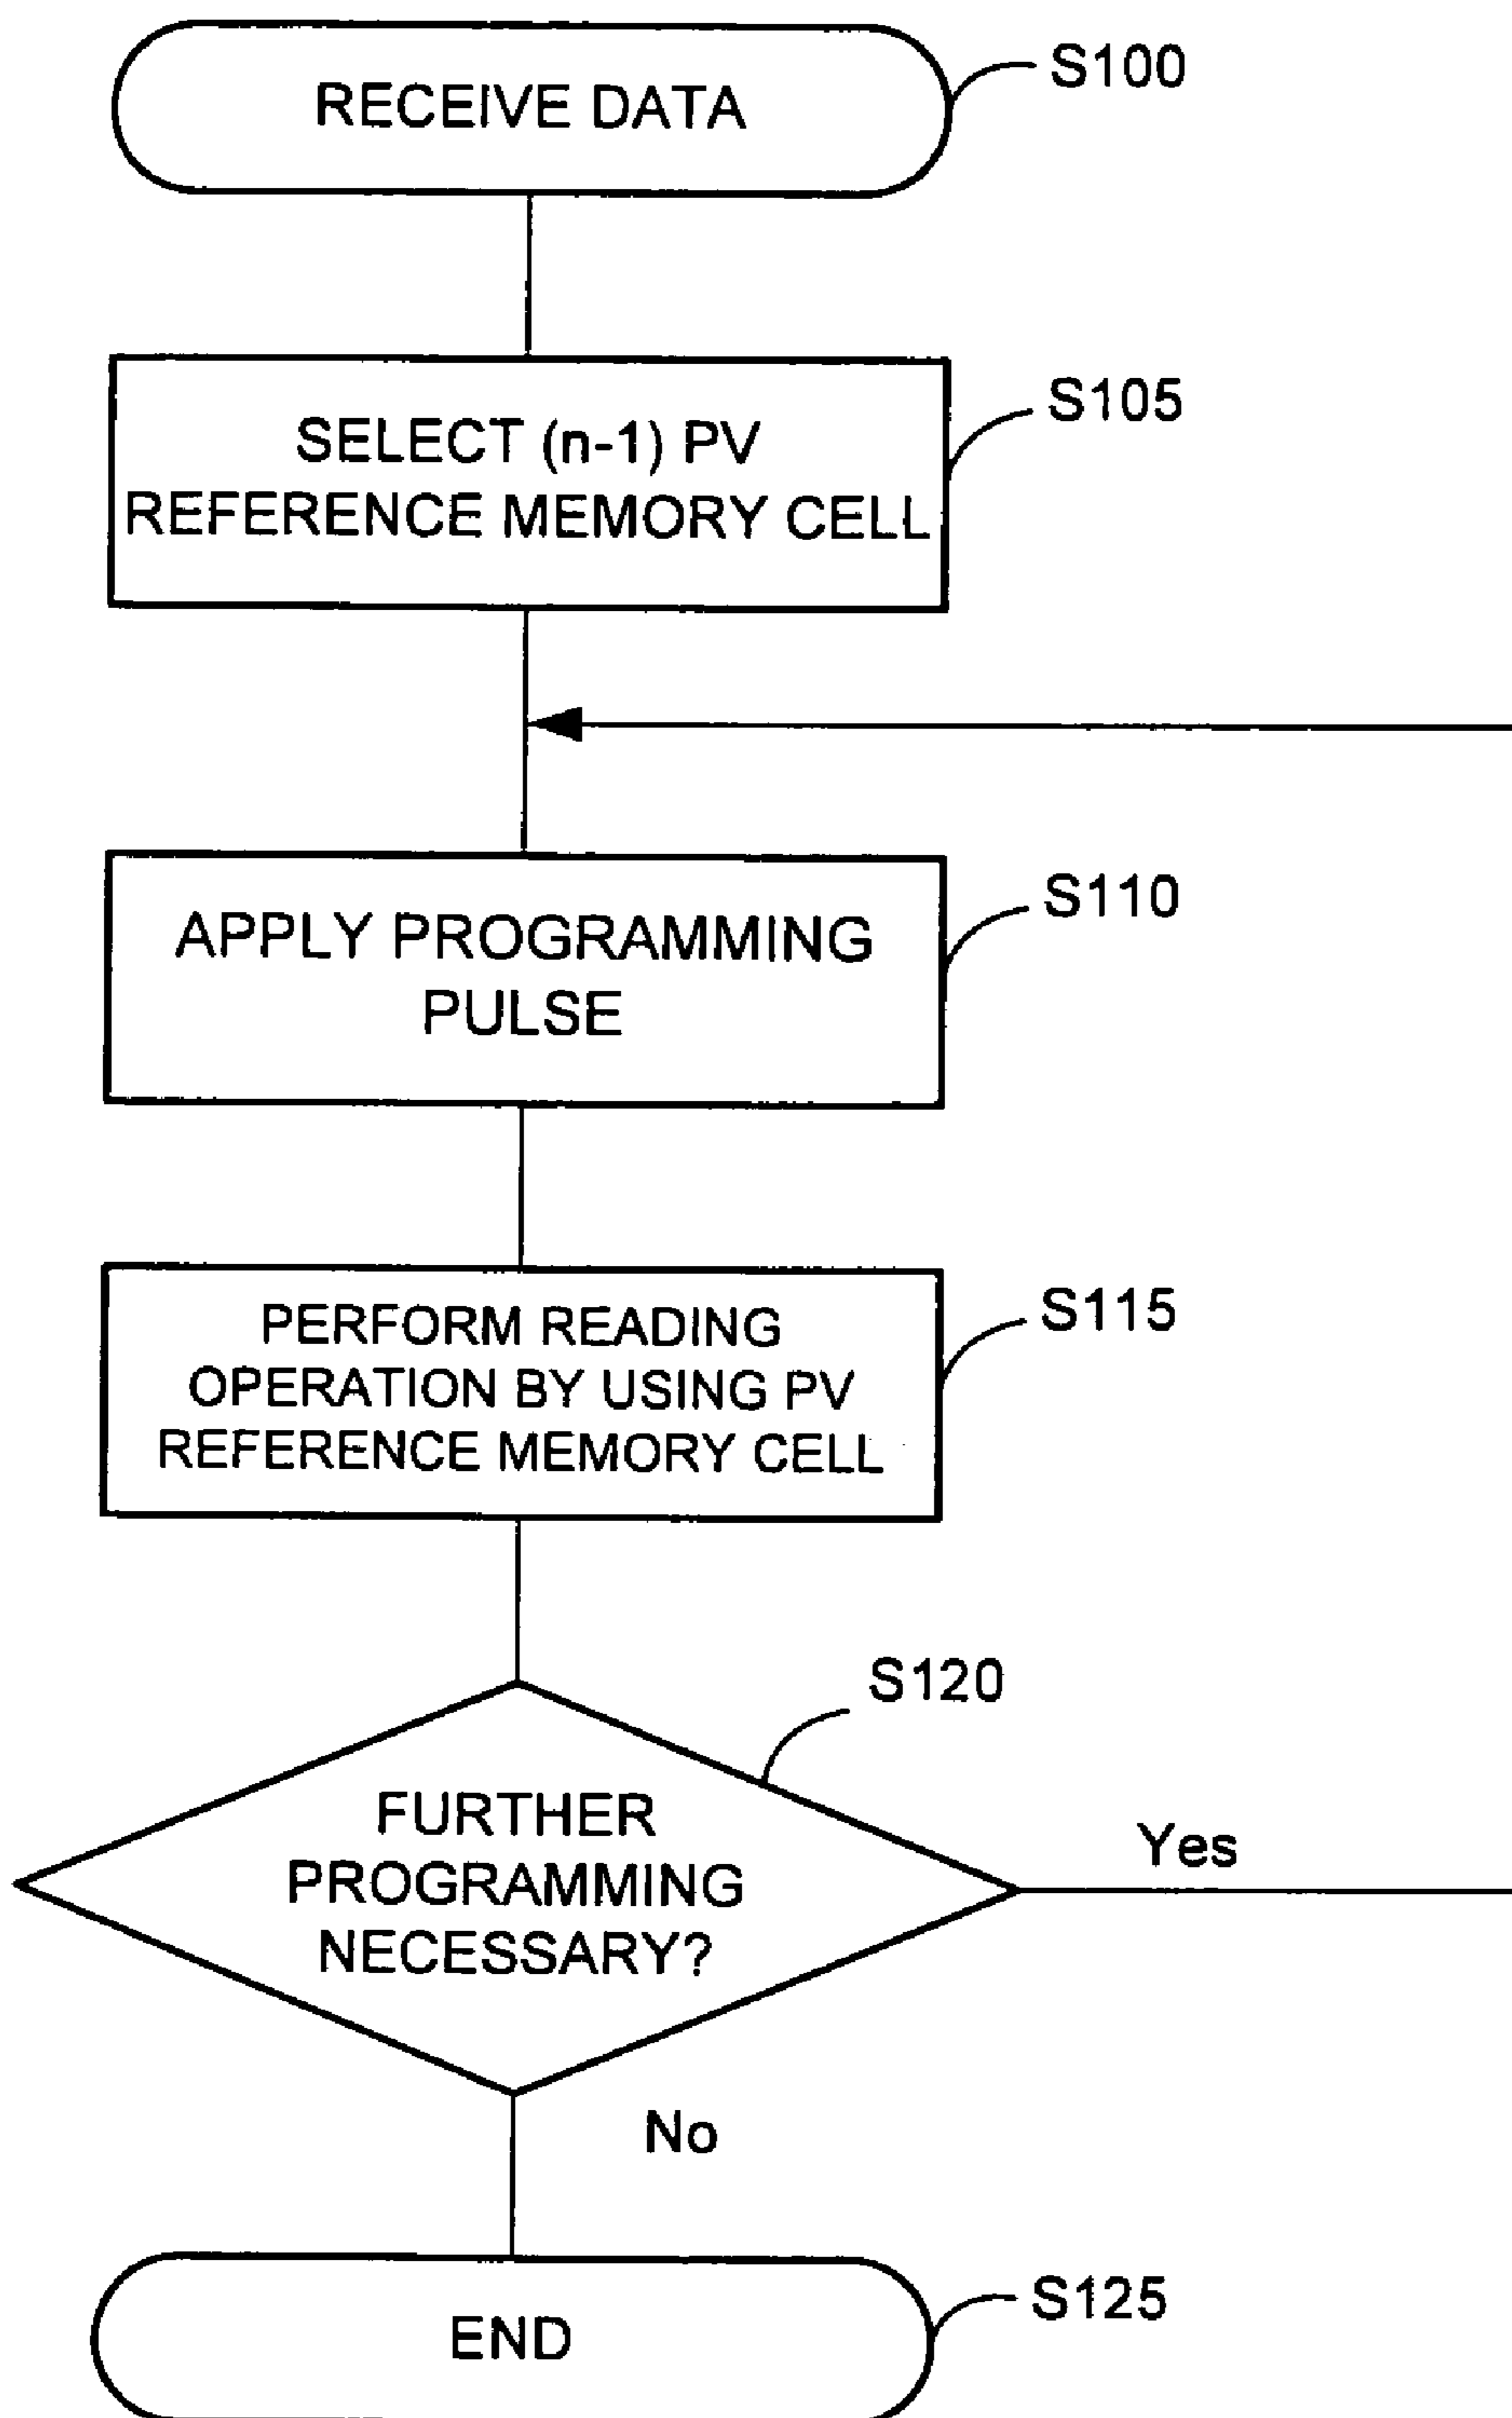 RECEIVE DATA
S100
SELECT (n-1) PV
REFERENCE MEMORY CELL
S105
APPLY PROGRAMMING
PULSE
S110
PERFORM READING
OPERATION BY USING PV
REFERENCE MEMORY CELL
S115
S120
FURTHER
PROGRAMMING
NECESSARY?
Yes
No
END
S125